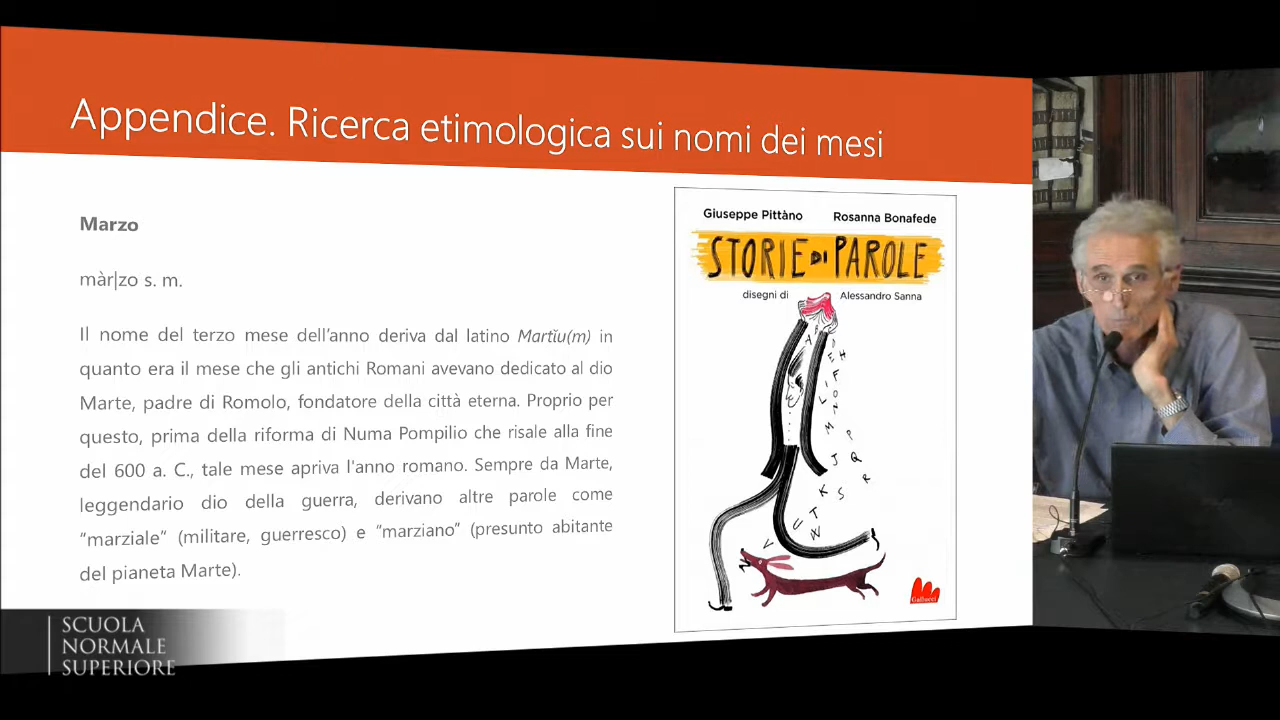 Appendice. Ricerca etimologica sui nomi dei mesi
Marzo
màr|zo s. m.
Il nome del terzo mese dell'anno deriva dal latino Martĭu(m) in
quanto era il mese che gli antichi Romani avevano dedicato al dio
Marte, padre di Romolo, fondatore della città eterna. Proprio per
questo, prima della riforma di Numa Pompilio che risale alla fine
del 600 a. C., tale mese apriva l'anno romano. Sempre da Marte,
leggendario dio della guerra, derivano altre parole come
"marziale" (militare, guerresco) e "marziano" (presunto abitante
del pianeta Marte).
Giuseppe Pittàno Rosanna Bonafede
STORIE DI PAROLE
disegni di Alessandro Sanna
Gallucci
SCUOLA
NORMALE
SUPERIORE